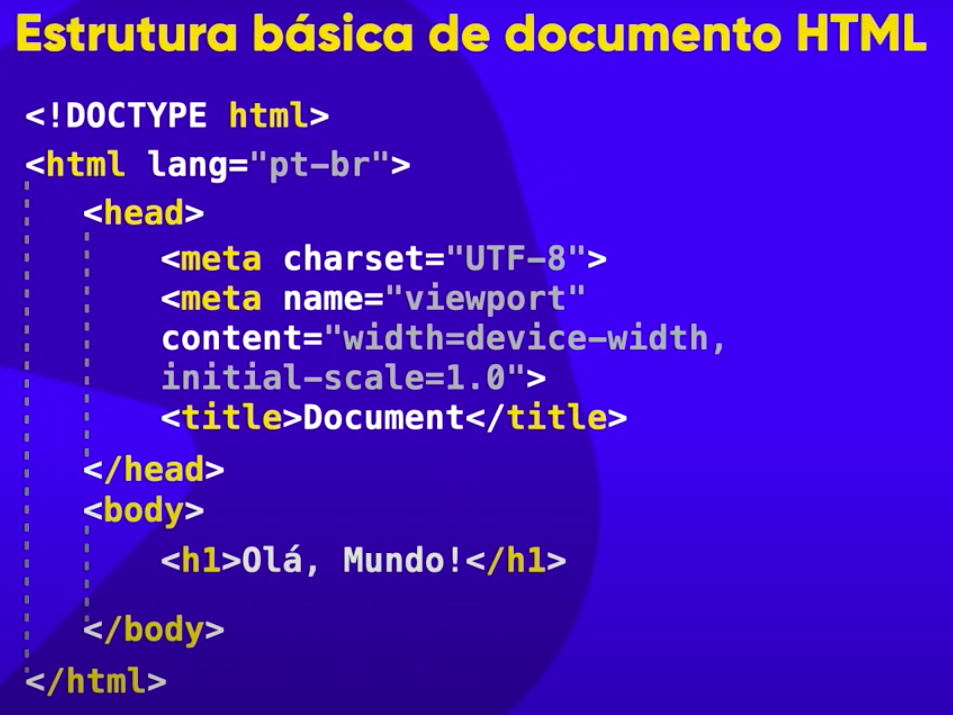 Estrutura básica de documento HTML
<!DOCTYPE html>
<html lang="pt-br">
<head>
<meta charset="UTF-8">
<meta name="viewport"
content="width=device-width,
initial-scale=1.0">
<title>Document</title>
</head>
<body>
<h1>Olá, Mundo!</h1>
</body>
</html>